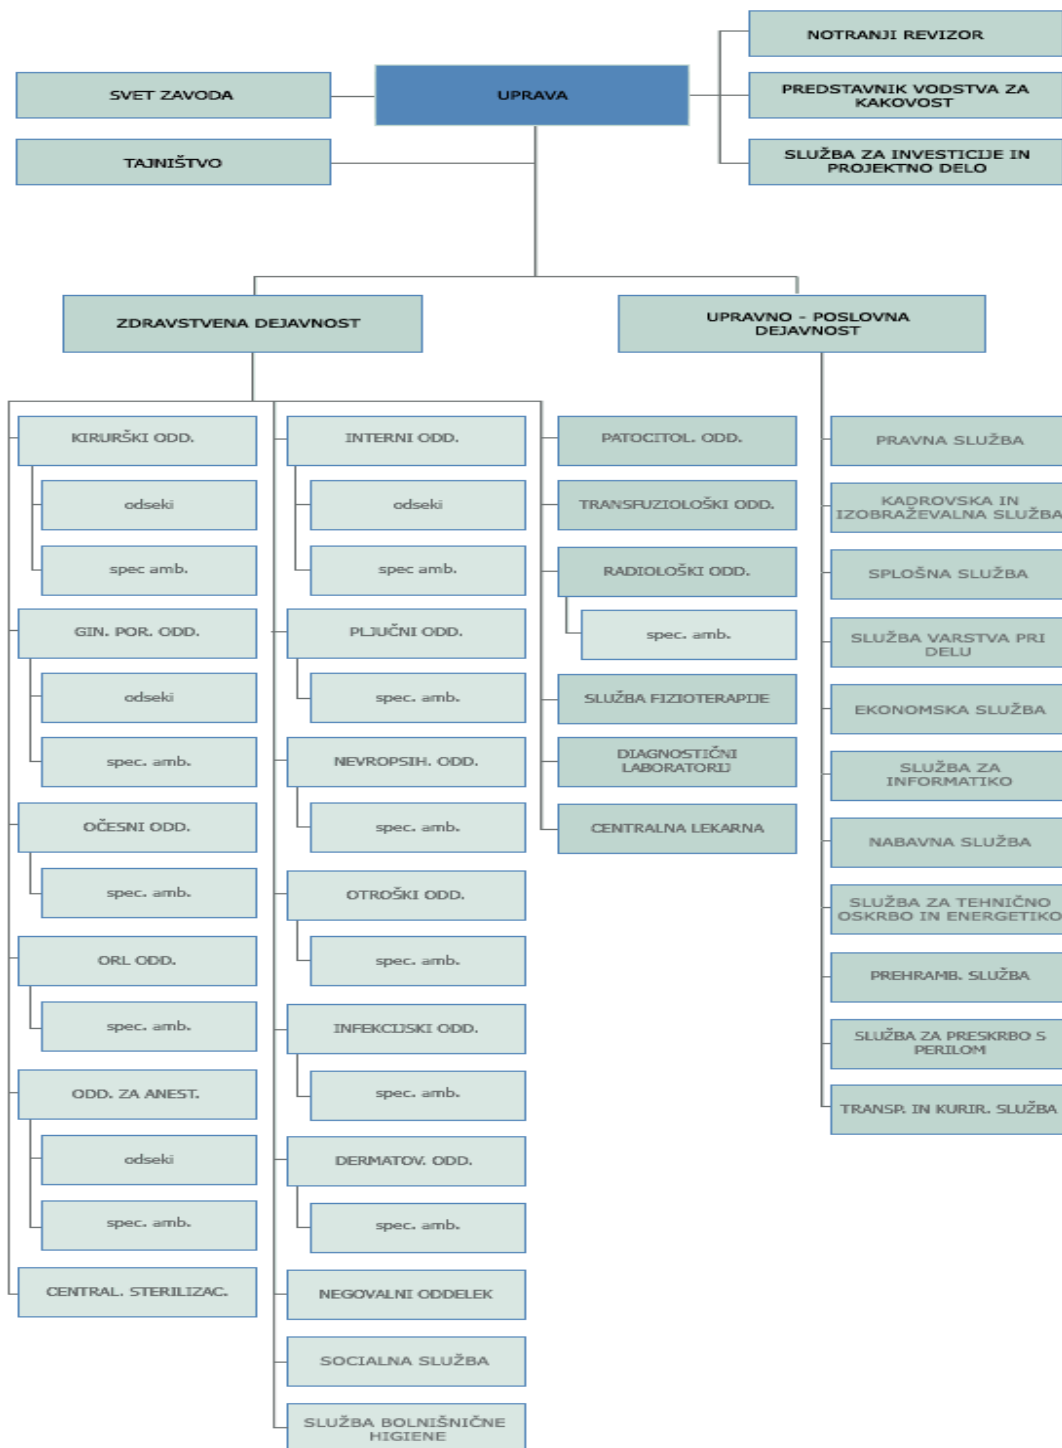 NOTRANJI REVIZOR
SVET ZAVODA
UPRAVA
PREDSTAVNIK VODSTVA ZA
KAKOVOST
TAJNIŠTVO
SLUŽBA ZA INVESTICIJE IN
PROJEKTNO DELO
ZDRAVSTVENA DEJAVNOST
UPRAVNO - POSLOVNA
DEJAVNOST
KIRURŠKI ODD.
odseki
spec amb.
GIN. POR. ODD.
odseki
spec. amb.
OČESNI ODD.
spec. amb.
ORL ODD.
spec. amb.
ODD. ZA ANEST.
odseki
spec. amb.
CENTRAL. STERILIZAC.
INTERNI ODD.
odseki
spec amb.
PLJUČNI ODD.
spec. amb.
NEVROPSIH. ODD.
spec. amb.
OTROŠKI ODD.
spec. amb.
INFEKCIJSKI ODD.
spec. amb.
DERMATOV. ODD.
spec. amb.
NEGOVALNI ODDELEK
SOCIALNA SLUŽBA
SLUŽBA BOLNIŠNIČNE
HIGIENE
PATOCITOL. ODD.
TRANSFUZIOLOŠKI ODD.
RADIOLOŠKI ODD.
spec. amb.
SLUŽBA FIZIOTERAPIJE
DIAGNOSTIČNI
LABORATORIJ
CENTRALNA LEKARNA
PRAVNA SLUŽBA
KADROVSKA IN
IZOBRAŽEVALNA SLUŽBA
SPLOŠNA SLUŽBA
SLUŽBA VARSTVA PRI
DELU
EKONOMSKA SLUŽBA
SLUŽBA ZA
INFORMATIKO
NABAVNA SLUŽBA
SLUŽBA ZA TEHNIČNO
OSKRBO IN ENERGETIKO
PREHRAMB. SLUŽBA
SLUŽBA ZA PRESKRBO S
PERILOM
TRANSP. IN KURIR. SLUŽBA